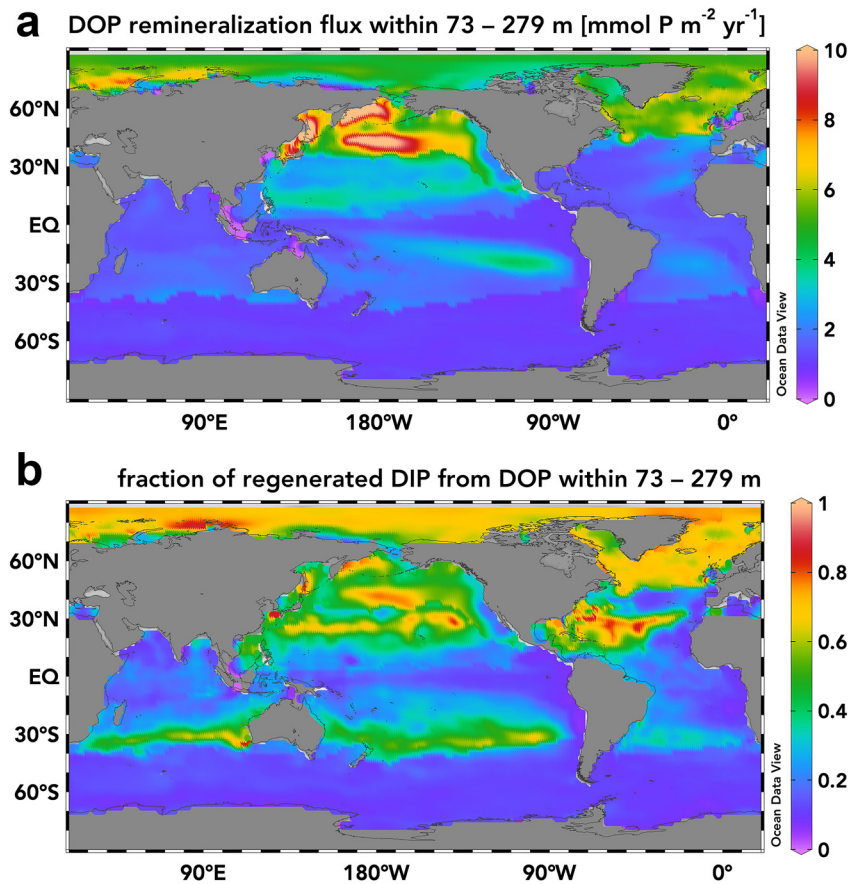 a
DOP remineralization flux within 73 – 279 m [mmol P m-2 yr-1]
60°N
30°N
EQ
30°S
60°S
90°E
180°W
90°W
0°
10
8
6
4
2
0
Ocean Data View
b
fraction of regenerated DIP from DOP within 73 – 279 m
60°N
30°N
EQ
30°S
60°S
90°E
180°W
90°W
0°
1
0.8
0.6
0.4
0.2
0
Ocean Data View